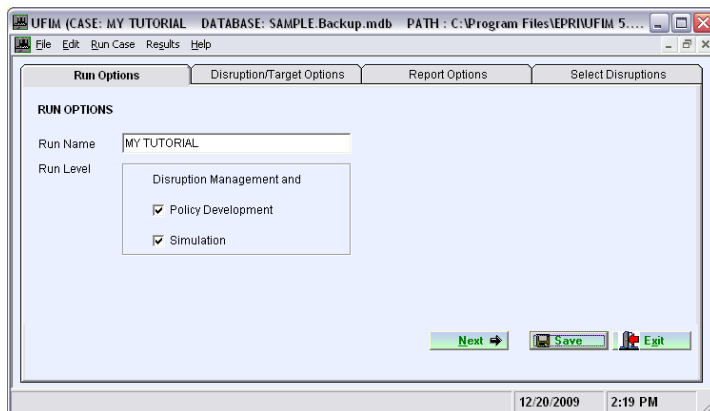 UFIM (CASE: MY TUTORIAL DATABASE: SAMPLE.Backup.mdb PATH : C:\Program Files\EPRI\UFIM 5....
File Edit Run Case Results Help
Run Options Disruption/Target Options Report Options Select Disruptions
RUN OPTIONS
Run Name MY TUTORIAL
Run Level
Disruption Management and
Policy Development
Simulation
Next Save Exit
12/20/2009 2:19 PM